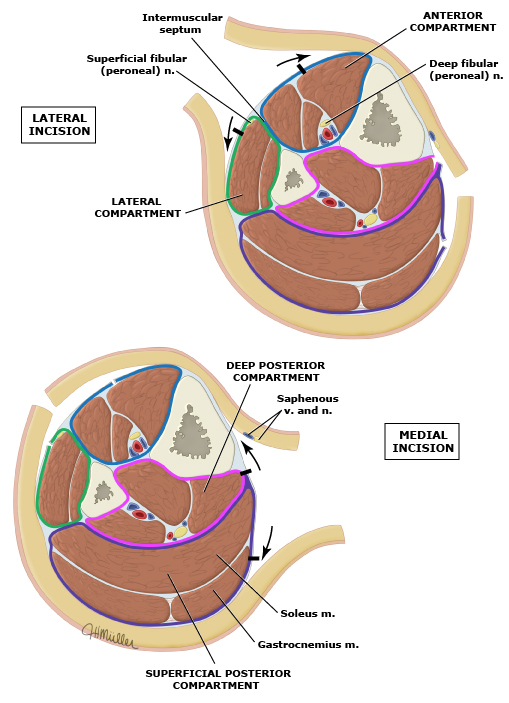 Intermuscular
septum
ANTERIOR
COMPARTMENT
Superficial fibular
(peroneal) n.
Deep fibular
(peroneal) n.
LATERAL
INCISION
LATERAL
COMPARTMENT
DEEP POSTERIOR
COMPARTMENT
Saphenous
v. and n.
MEDIAL
INCISION
Soleus m.
Gastrocnemius m.
JHMüller
SUPERFICIAL POSTERIOR
COMPARTMENT